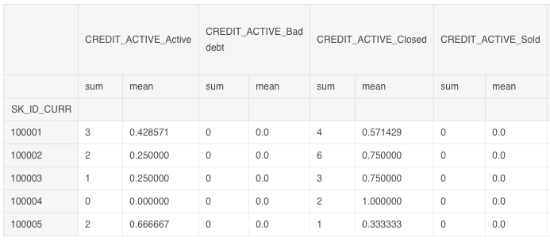 CREDIT_ACTIVE_Active CREDIT_ACTIVE_Bad debt CREDIT_ACTIVE_Closed CREDIT_ACTIVE_Sold
sum mean sum mean sum mean sum mean
SK_ID_CURR
100001 3 0.428571 0 0.0 4 0.571429 0 0.0
100002 2 0.250000 0 0.0 6 0.750000 0 0.0
100003 1 0.250000 0 0.0 3 0.750000 0 0.0
100004 0 0.000000 0 0.0 2 1.000000 0 0.0
100005 2 0.666667 0 0.0 1 0.333333 0 0.0